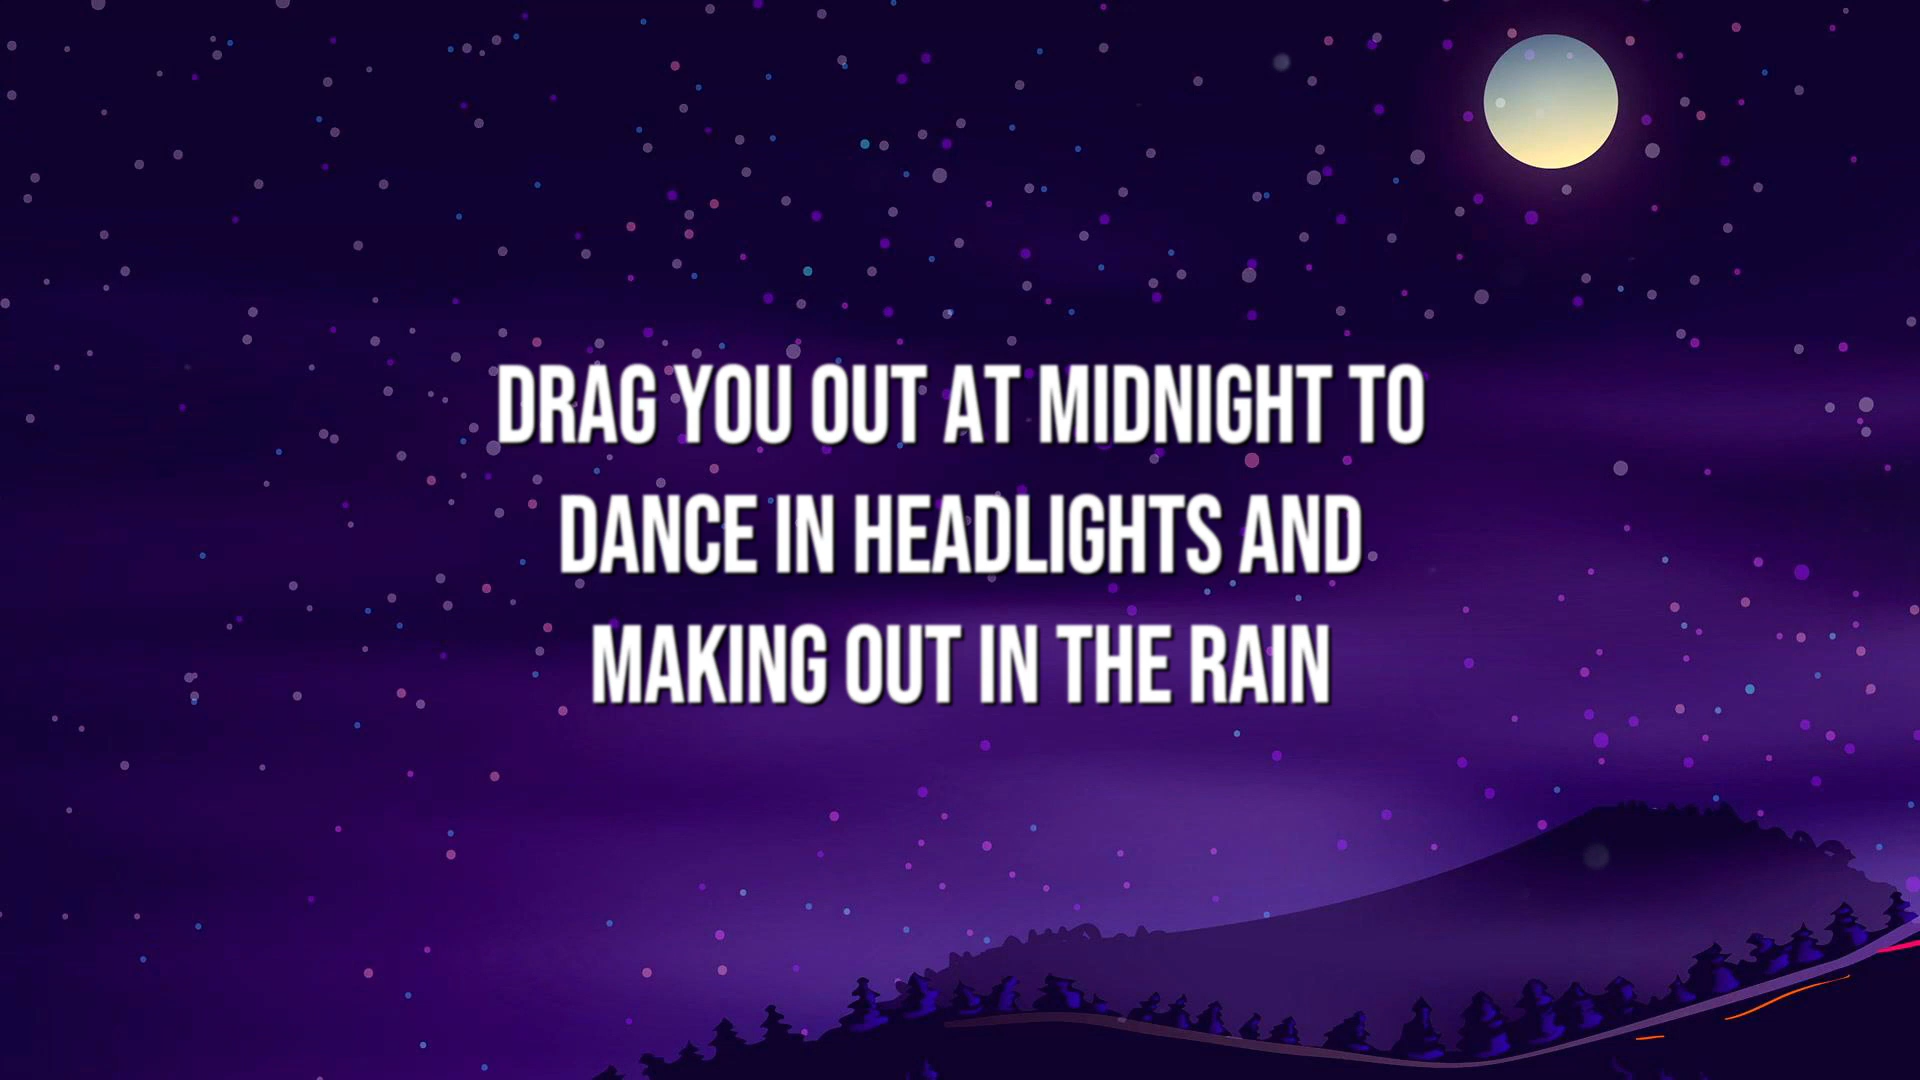 DRAG YOU OUT AT MIDNIGHT TO
DANCE IN HEADLIGHTS AND
MAKING OUT IN THE RAIN